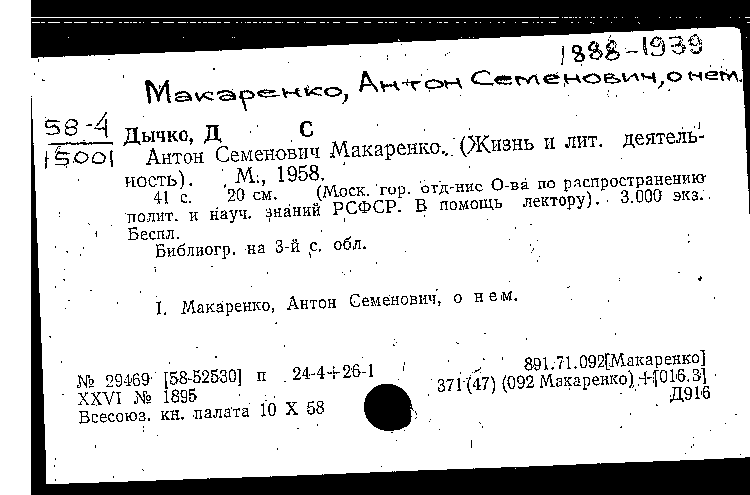 1888-1939
Макаренко, Антон Семенович, о нем.
58-4
15001
Дычко, Д С
Антон Семенович Макаренко. (Жизнь и лит. деятель-
ность). М., 1958.
41 с. 20 см. (Моск. гор. отд-ние О-ва по распространению
полит. и науч. знаний РСФСР. В помощь лектору). 3.000 экз.
Беспл.
Библиогр. на 3-й с. обл.
I. Макаренко, Антон Семенович, о нем.
№ 29469 [58-52530] п 24-4+26-1
XXVI № 1895
Всесоюз. кн. палата 10 X 58
891.71.092[Макаренко]
371(47) (092 Макаренко)+[016.3]
Д916